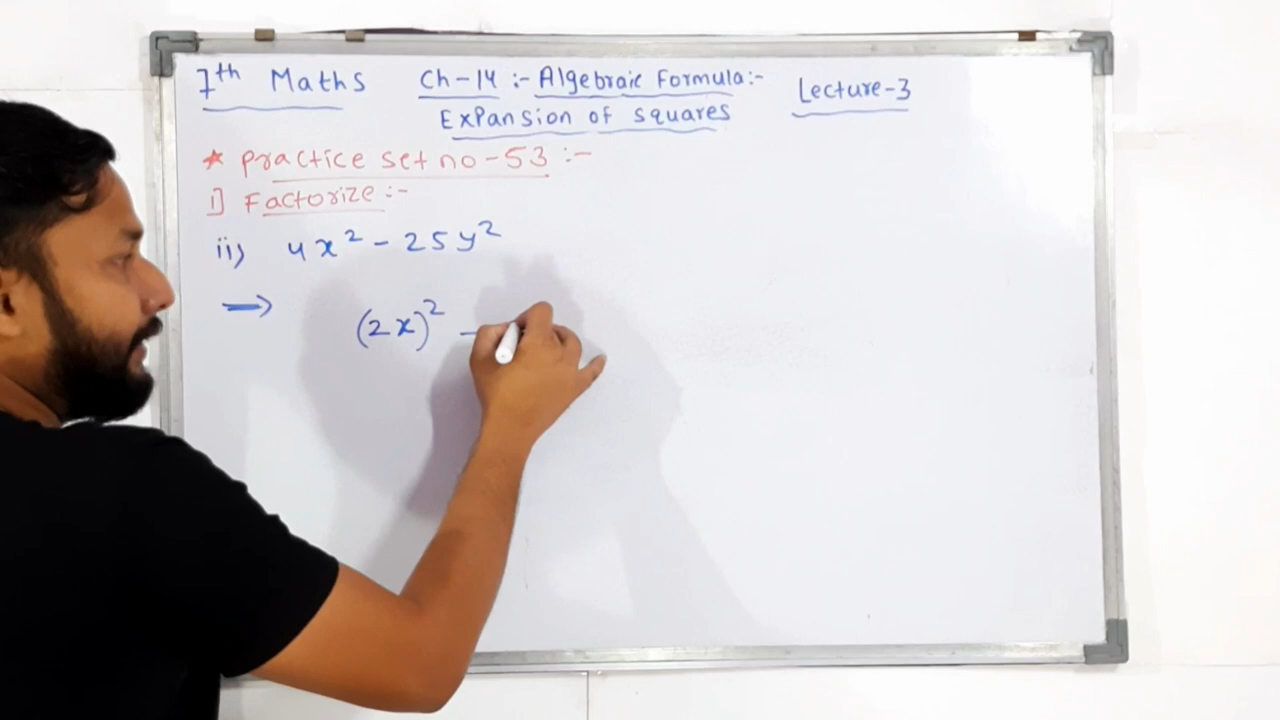 7th Maths Ch-14 :- Algebraic Formula:- Lecture-3
Expansion of squares
* Practice set no-53 :-
1] Factorize :-
ii) 4x² - 25y²
→ (2x)² -